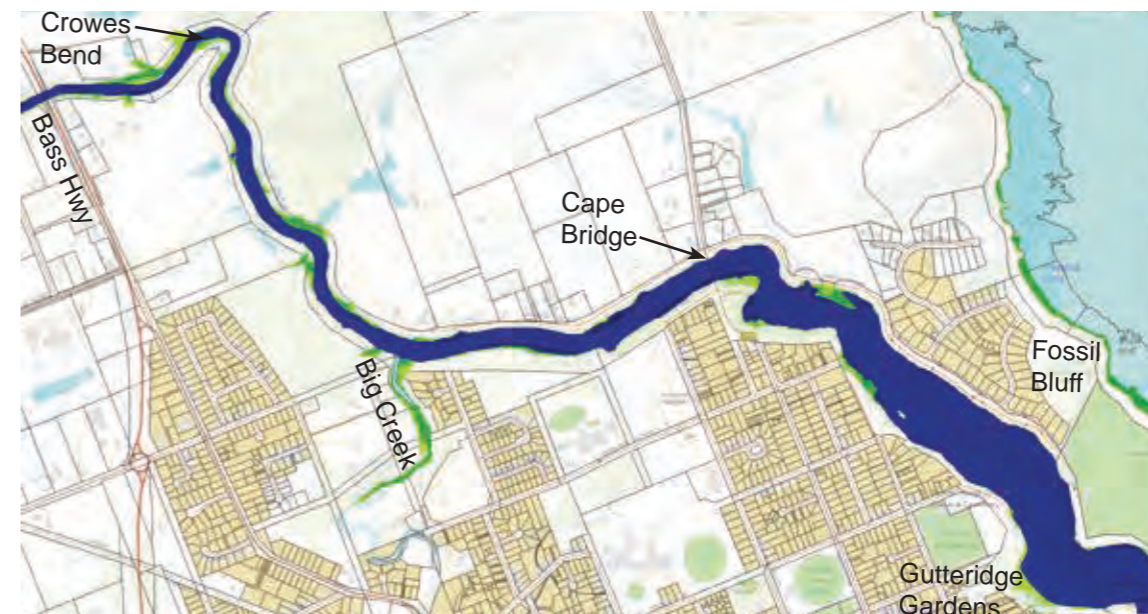 Crowes
Bend
Bass Hwy
Cape
Bridge
Fossil
Bluff
Big Creek
Gutteridge
Gardens